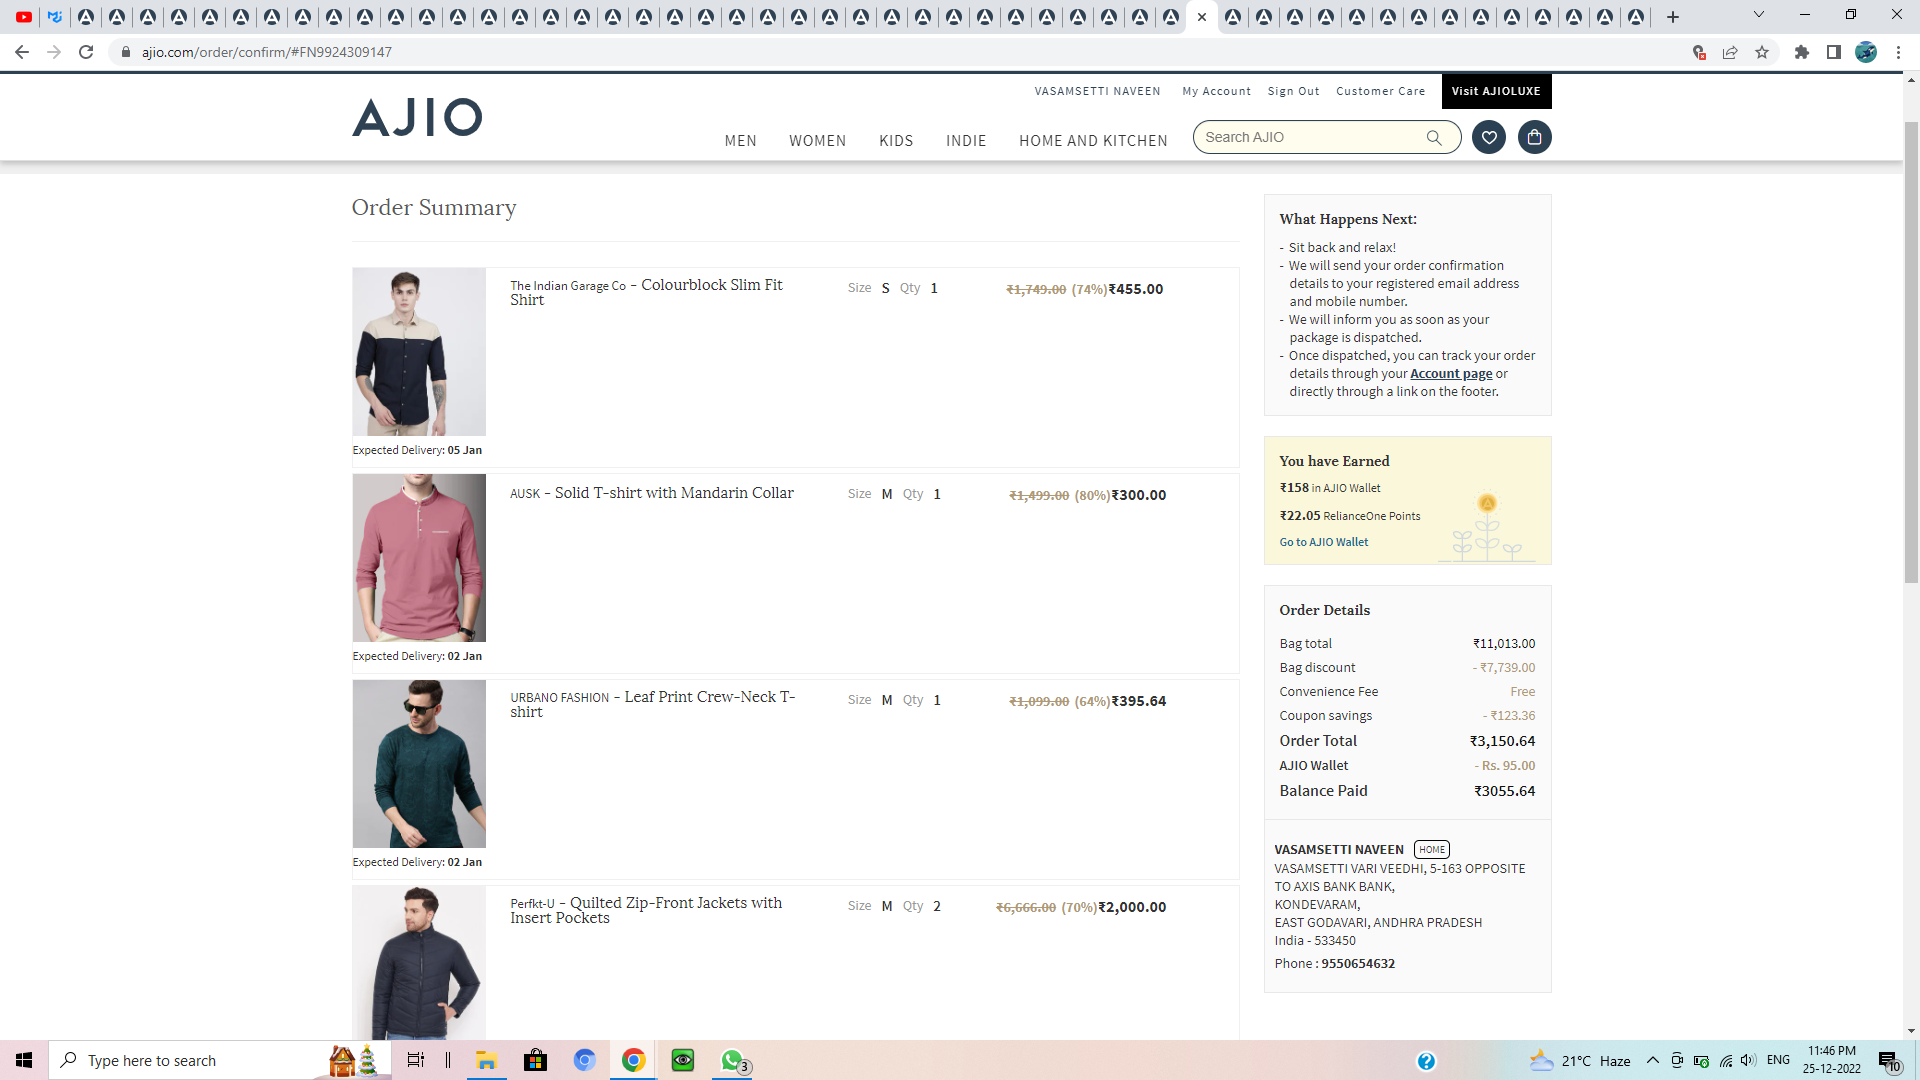 ajio.com/order/confirm/#FN9924309147
VASAMSETTI NAVEEN My Account Sign Out Customer Care Visit AJIOLUXE
AJIO
MEN WOMEN KIDS INDIE HOME AND KITCHEN Search AJIO
Order Summary
The Indian Garage Co - Colourblock Slim Fit
Shirt
Size S Qty 1
₹1,749.00 (74%)₹455.00
Expected Delivery: 05 Jan
AUSK - Solid T-shirt with Mandarin Collar
Size M Qty 1
₹1,499.00 (80%)₹300.00
Expected Delivery: 02 Jan
URBANO FASHION - Leaf Print Crew-Neck T-
shirt
Size M Qty 1
₹1,099.00 (64%)₹395.64
Expected Delivery: 02 Jan
Perfkt-U - Quilted Zip-Front Jackets with
Insert Pockets
Size M Qty 2
₹6,666.00 (70%)₹2,000.00
What Happens Next:
- Sit back and relax!
- We will send your order confirmation
details to your registered email address
and mobile number.
- We will inform you as soon as your
package is dispatched.
- Once dispatched, you can track your order
details through your Account page or
directly through a link on the footer.
You have Earned
₹158 in AJIO Wallet
₹22.05 RelianceOne Points
Go to AJIO Wallet
Order Details
Bag total ₹11,013.00
Bag discount - ₹7,739.00
Convenience Fee Free
Coupon savings - ₹123.36
Order Total ₹3,150.64
AJIO Wallet - Rs. 95.00
Balance Paid ₹3055.64
VASAMSETTI NAVEEN HOME
VASAMSETTI VARI VEEDHI, 5-163 OPPOSITE
TO AXIS BANK BANK,
KONDEVARAM,
EAST GODAVARI, ANDHRA PRADESH
India - 533450
Phone : 9550654632
Type here to search
3
21°C Haze
ENG
11:46 PM
25-12-2022
10